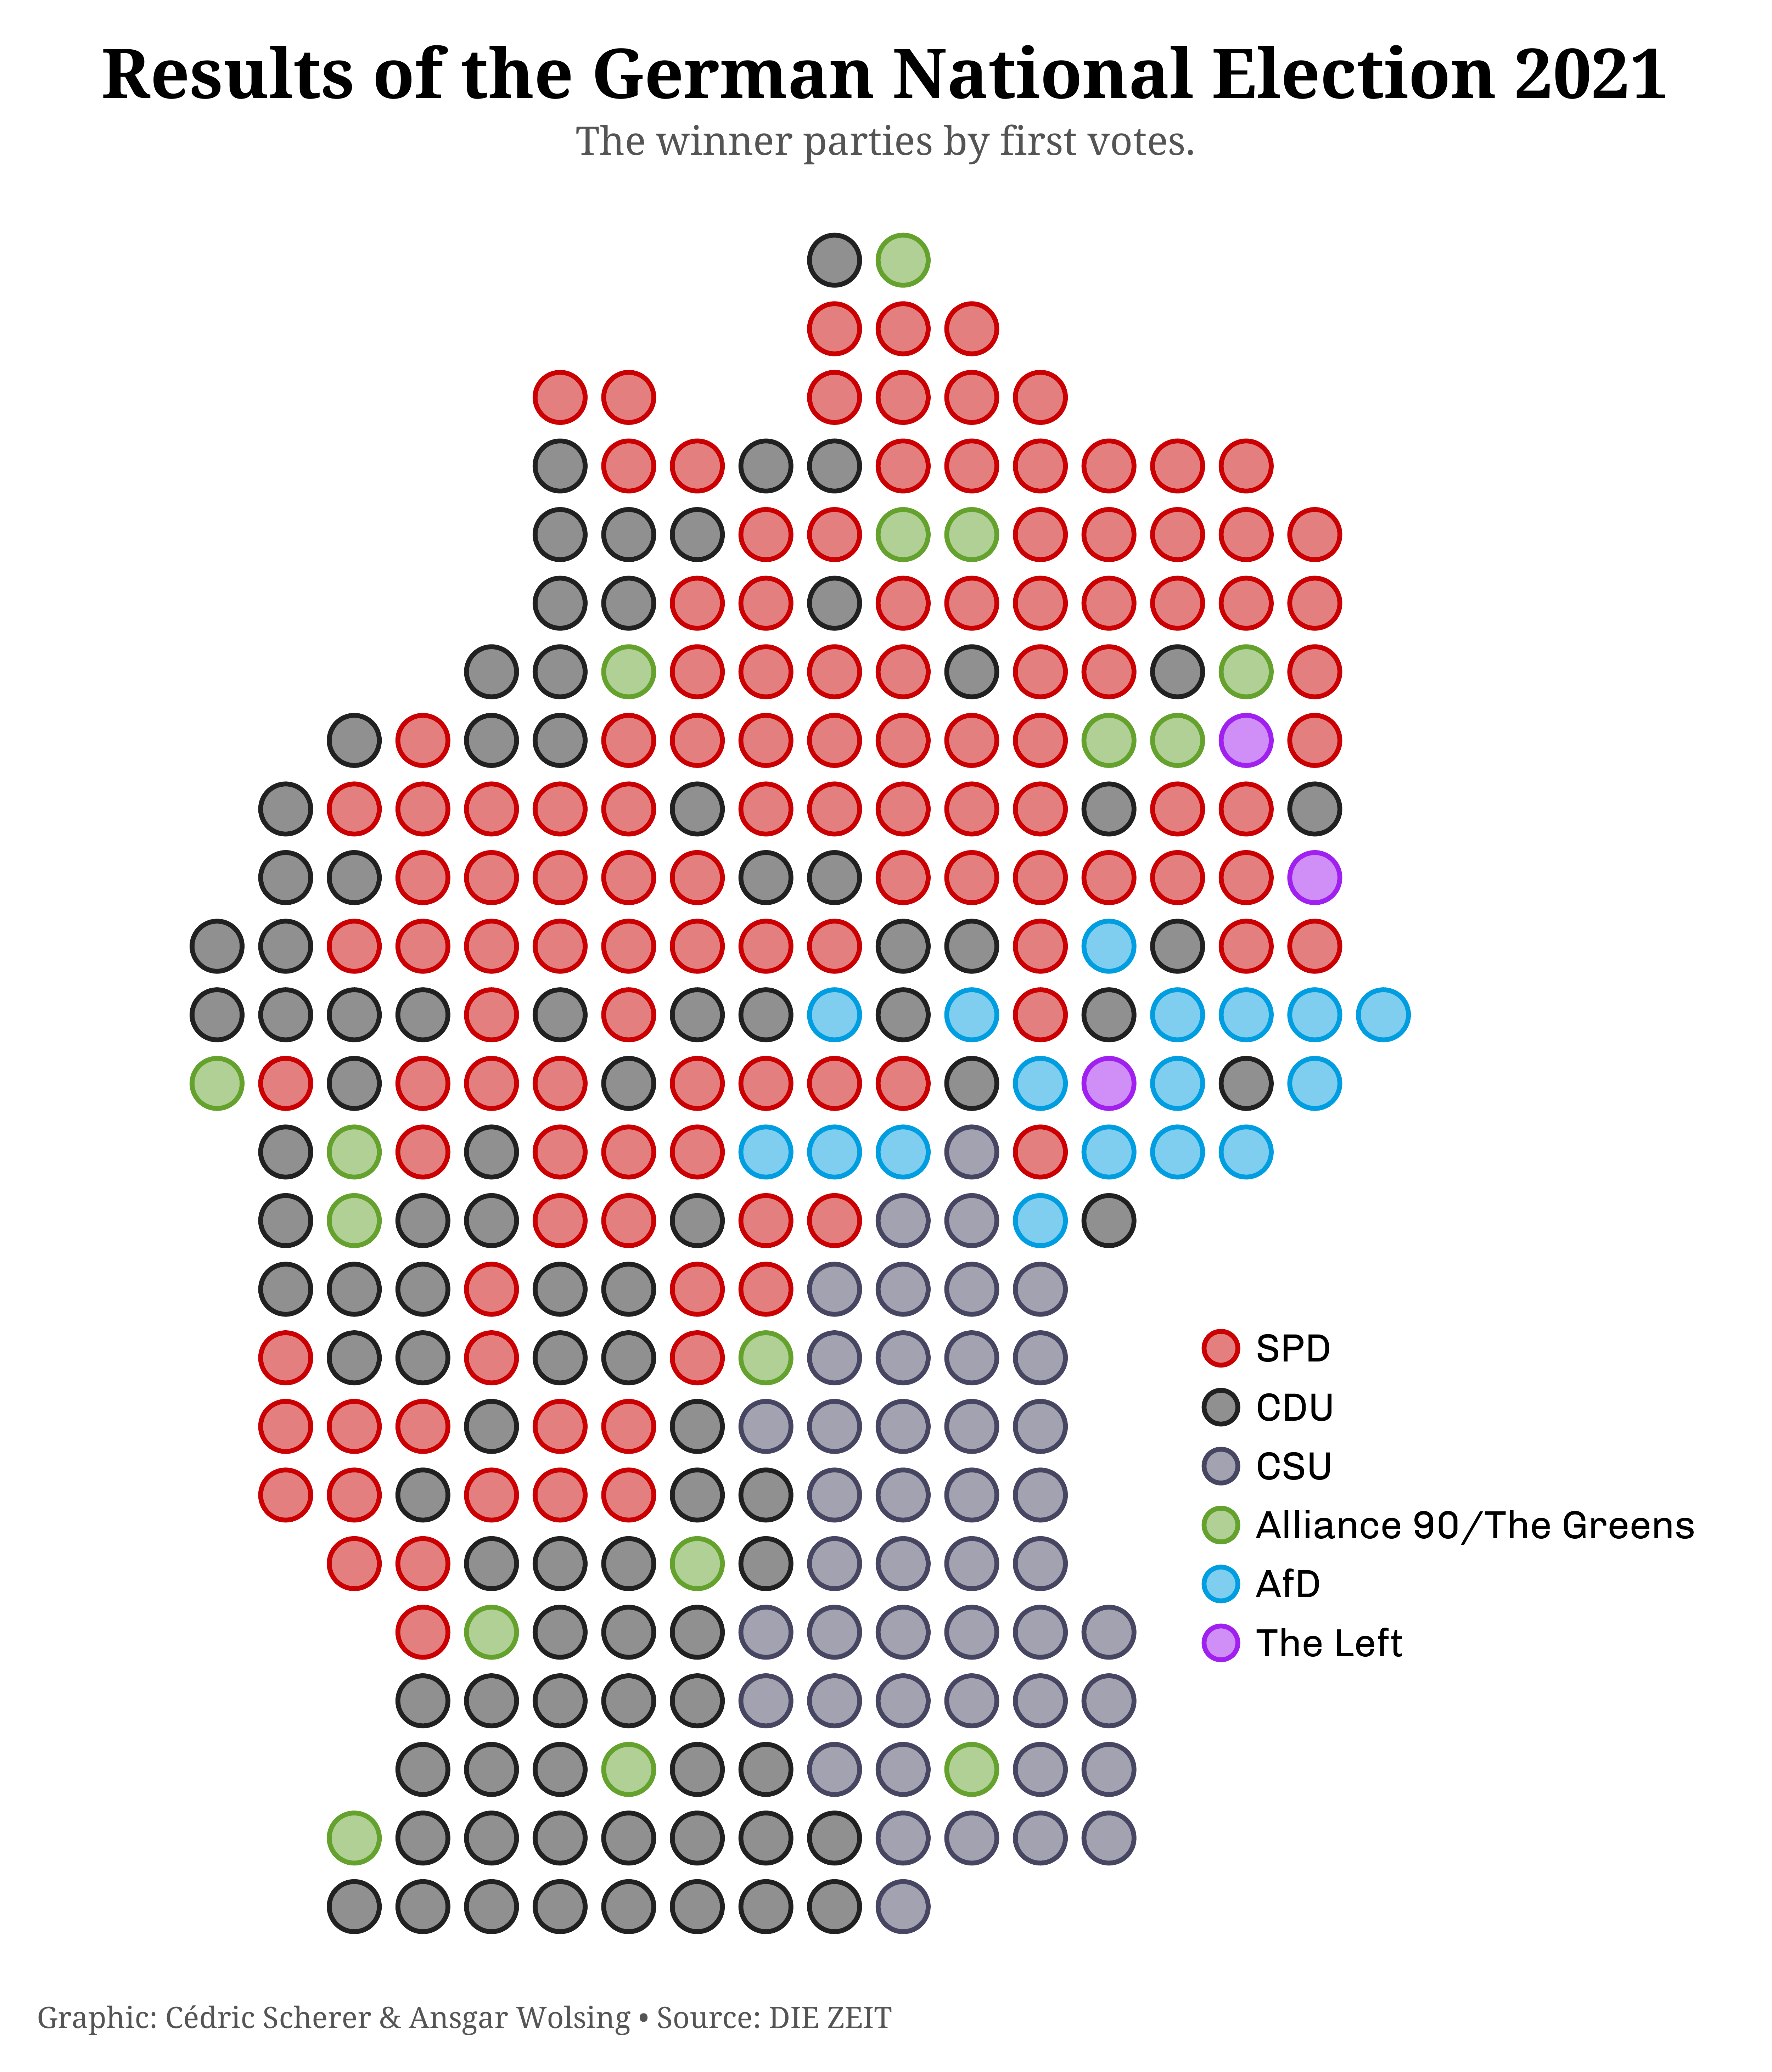 Results of the German National Election 2021
The winner parties by first votes.
SPD
CDU
CSU
Alliance 90/The Greens
AfD
The Left
Graphic: Cédric Scherer & Ansgar Wolsing • Source: DIE ZEIT